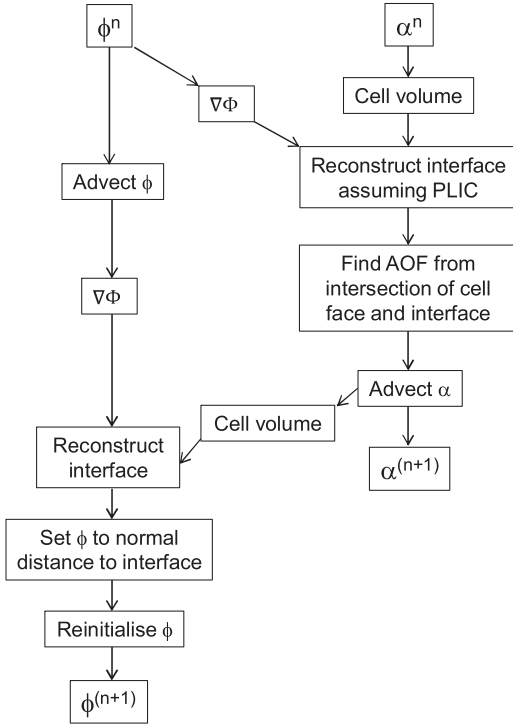 ϕⁿ
αⁿ
Cell volume
∇Φ
Reconstruct interface
assuming PLIC
Advect ϕ
Find AOF from
intersection of cell
face and interface
∇Φ
Advect α
Cell volume
Reconstruct
interface
α⁽ⁿ⁺¹⁾
Set ϕ to normal
distance to interface
Reinitialise ϕ
ϕ⁽ⁿ⁺¹⁾